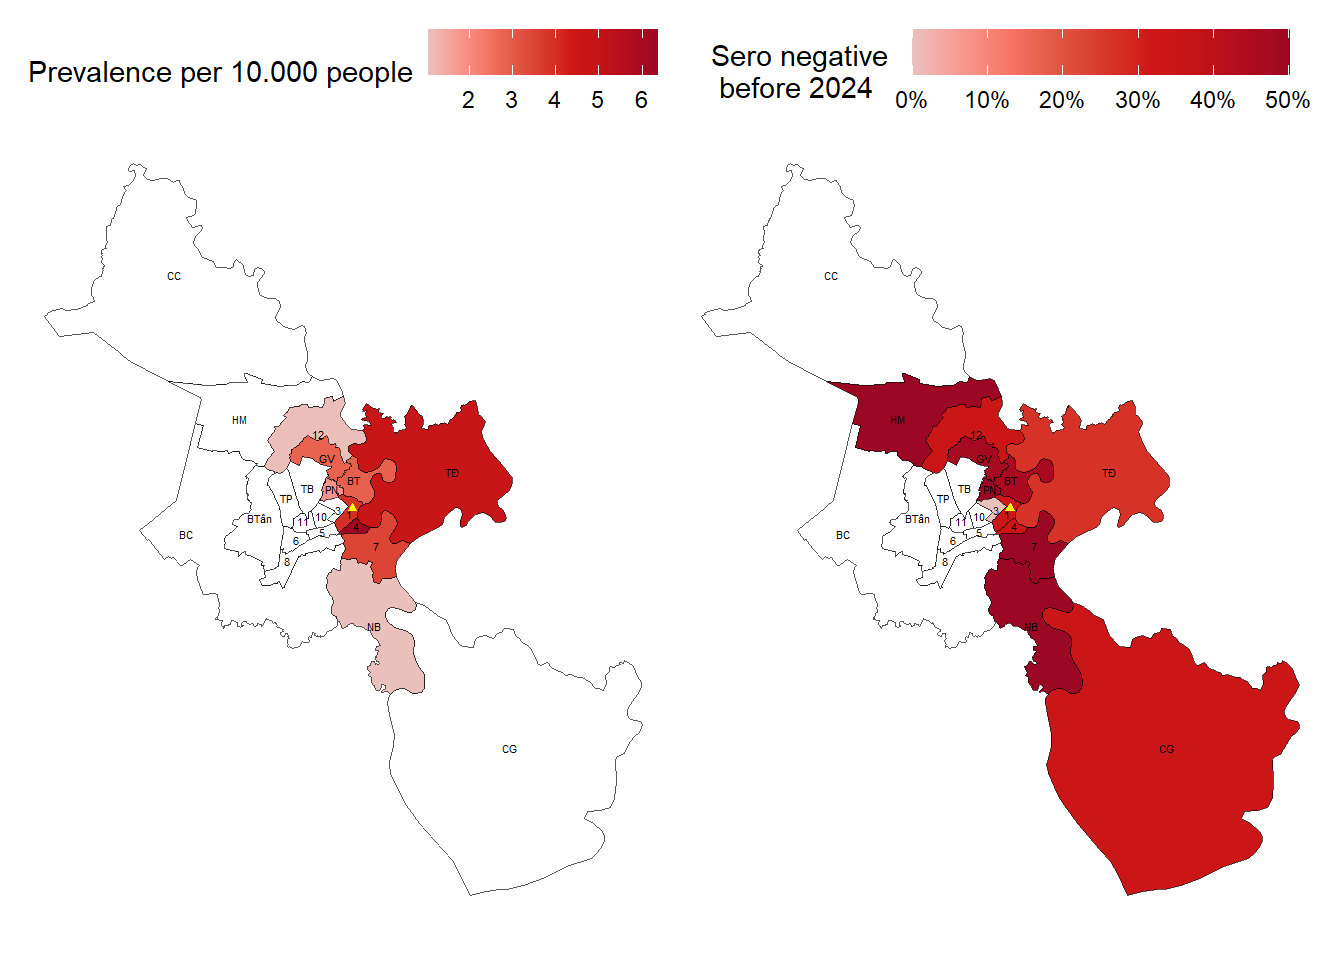 Prevalence per 10.000 people
2 3 4 5 6
Sero negative
before 2024
0% 10% 20% 30% 40% 50%
CC
HM
12
GV
TĐ
BT
TB
PN
TP
3
1
BTân
11
10
4
BC
5
6
7
8
NB
CG
CC
HM
12
GV
TĐ
BT
TB
PN
TP
3
1
BTân
11
10
4
BC
5
6
7
8
NB
CG